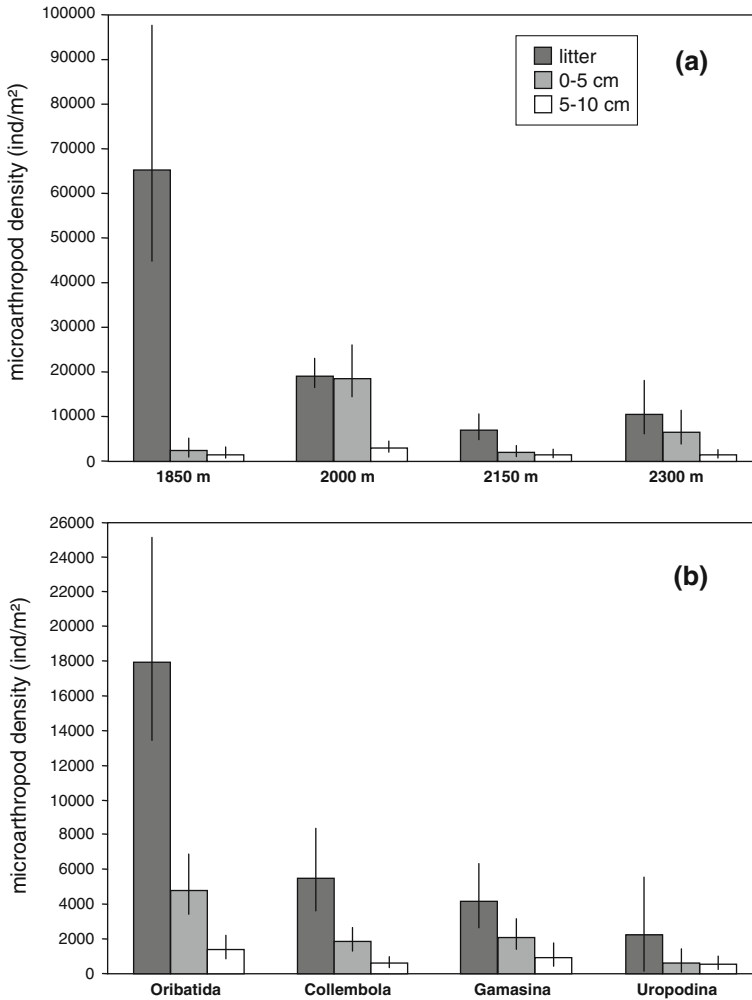 microarthropod density (ind/m²)
100000
90000
80000
70000
60000
50000
40000
30000
20000
10000
0
litter
0-5 cm
5-10 cm
(a)
1850 m
2000 m
2150 m
2300 m
microarthropod density (ind/m²)
26000
24000
22000
20000
18000
16000
14000
12000
10000
8000
6000
4000
2000
0
(b)
Oribatida
Collembola
Gamasina
Uropodina